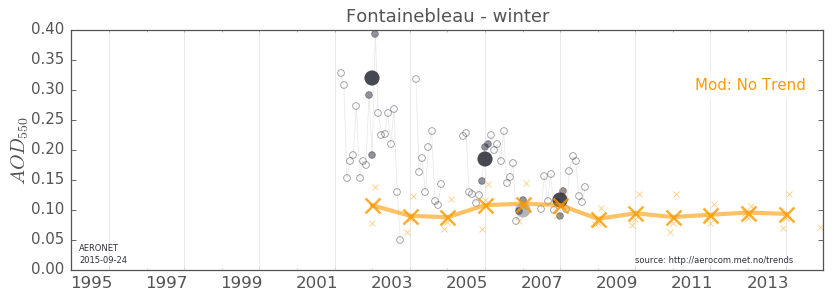 Fontainebleau - winter
0.40
0.35
0.30
0.25
0.20
0.15
0.10
0.05
0.00
AOD550
Mod: No Trend
AERONET
2015-09-24
source: http://aerocom.met.no/trends
1995 1997 1999 2001 2003 2005 2007 2009 2011 2013